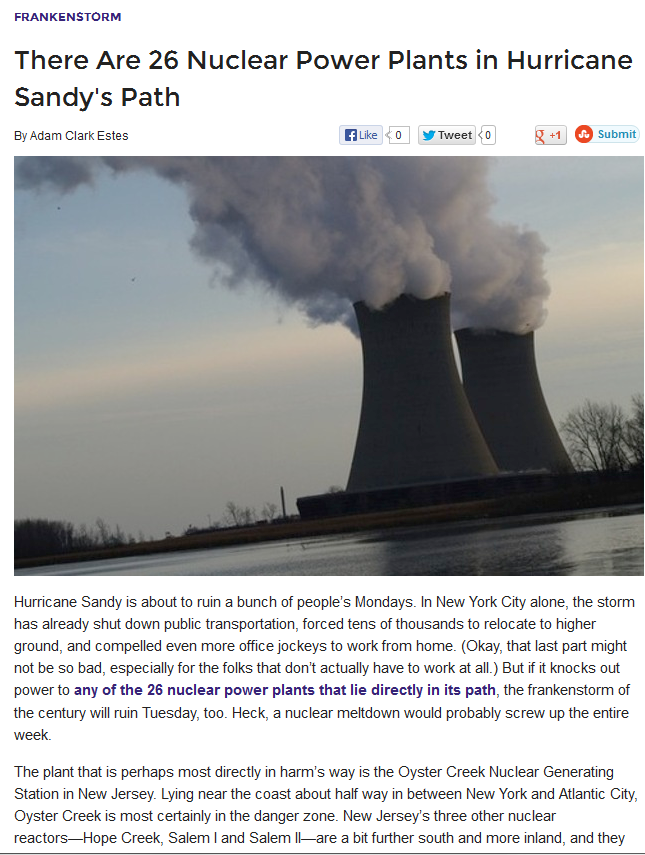 FRANKENSTORM
There Are 26 Nuclear Power Plants in Hurricane
Sandy's Path
By Adam Clark Estes
Like 0 Tweet 0 +1 Submit
Hurricane Sandy is about to ruin a bunch of people’s Mondays. In New York City alone, the storm
has already shut down public transportation, forced tens of thousands to relocate to higher
ground, and compelled even more office jockeys to work from home. (Okay, that last part might
not be so bad, especially for the folks that don’t actually have to work at all.) But if it knocks out
power to any of the 26 nuclear power plants that lie directly in its path, the frankenstorm of
the century will ruin Tuesday, too. Heck, a nuclear meltdown would probably screw up the entire
week.
The plant that is perhaps most directly in harm’s way is the Oyster Creek Nuclear Generating
Station in New Jersey. Lying near the coast about half way in between New York and Atlantic City,
Oyster Creek is most certainly in the danger zone. New Jersey’s three other nuclear
reactors—Hope Creek, Salem I and Salem II—are a bit further south and more inland, and they